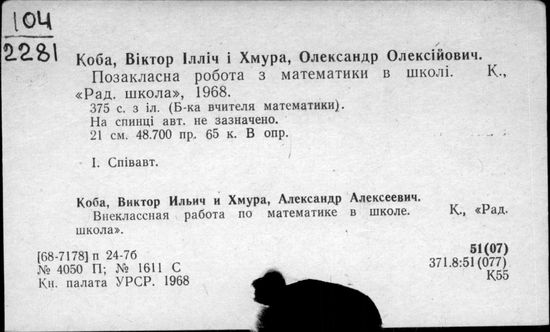 104
2281
Коба, Віктор Ілліч і Хмура, Олександр Олексійович.
Позакласна робота з математики в школі. К.,
«Рад. школа», 1968.
375 с. з іл. (Б-ка вчителя математики).
На спинці авт. не зазначено.
21 см. 48.700 пр. 65 к. В опр.
І. Співавт.
Коба, Виктор Ильич и Хмура, Александр Алексеевич.
Внеклассная работа по математике в школе. К., «Рад.
школа».
51(07)
[68-7178] п 24-7б
371.8:51(077)
№ 4050 П; № 1611 С
К55
Кн. палата УРСР. 1968